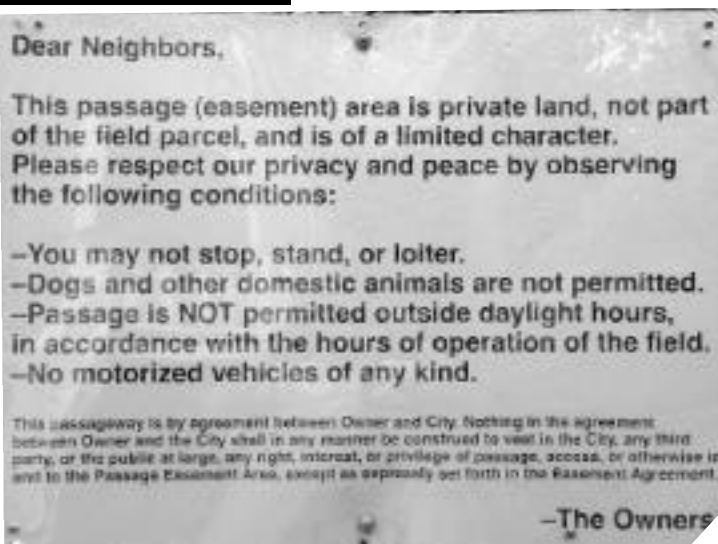 Dear Neighbors,
This passage (easement) area is private land, not part
of the field parcel, and is of a limited character.
Please respect our privacy and peace by observing
the following conditions:
–You may not stop, stand, or loiter.
–Dogs and other domestic animals are not permitted.
–Passage is NOT permitted outside daylight hours,
in accordance with the hours of operation of the field.
–No motorized vehicles of any kind.
This passageway is by agreement between Owner and City. Nothing in the agreement
between Owner and the City shall in any manner be construed to vest in the City, any third
party, or the public at large, any right, interest, or privilege of passage, access, or otherwise in
and to the Passage Easement Area, except as expressly set forth in the Easement Agreement.
–The Owners